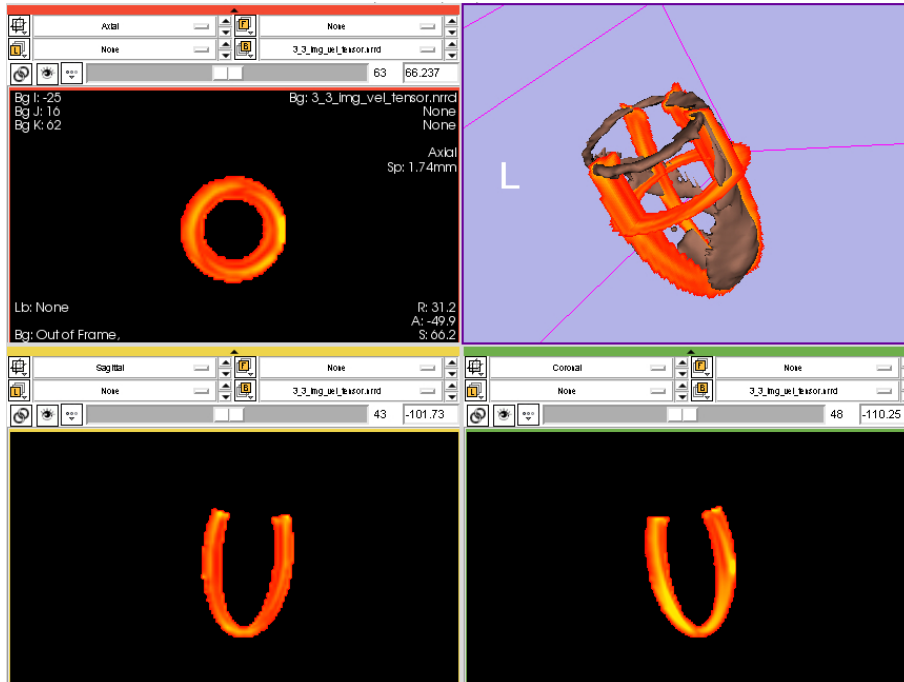 Axial
None
None
3_3_img_vel_tensor.nrrd
63
66.237
Bg I: -25
Bg J: 16
Bg K: 62
Bg: 3_3_img_vel_tensor.nrrd
None
None
Axial
Sp: 1.74mm
Lb: None
Bg: Out of Frame,
R: 31.2
A: -49.9
S: 66.2
L
Sagittal
None
None
3_3_img_vel_tensor.nrrd
43
-101.73
Coronal
None
None
3_3_img_vel_tensor.nrrd
48
-110.25